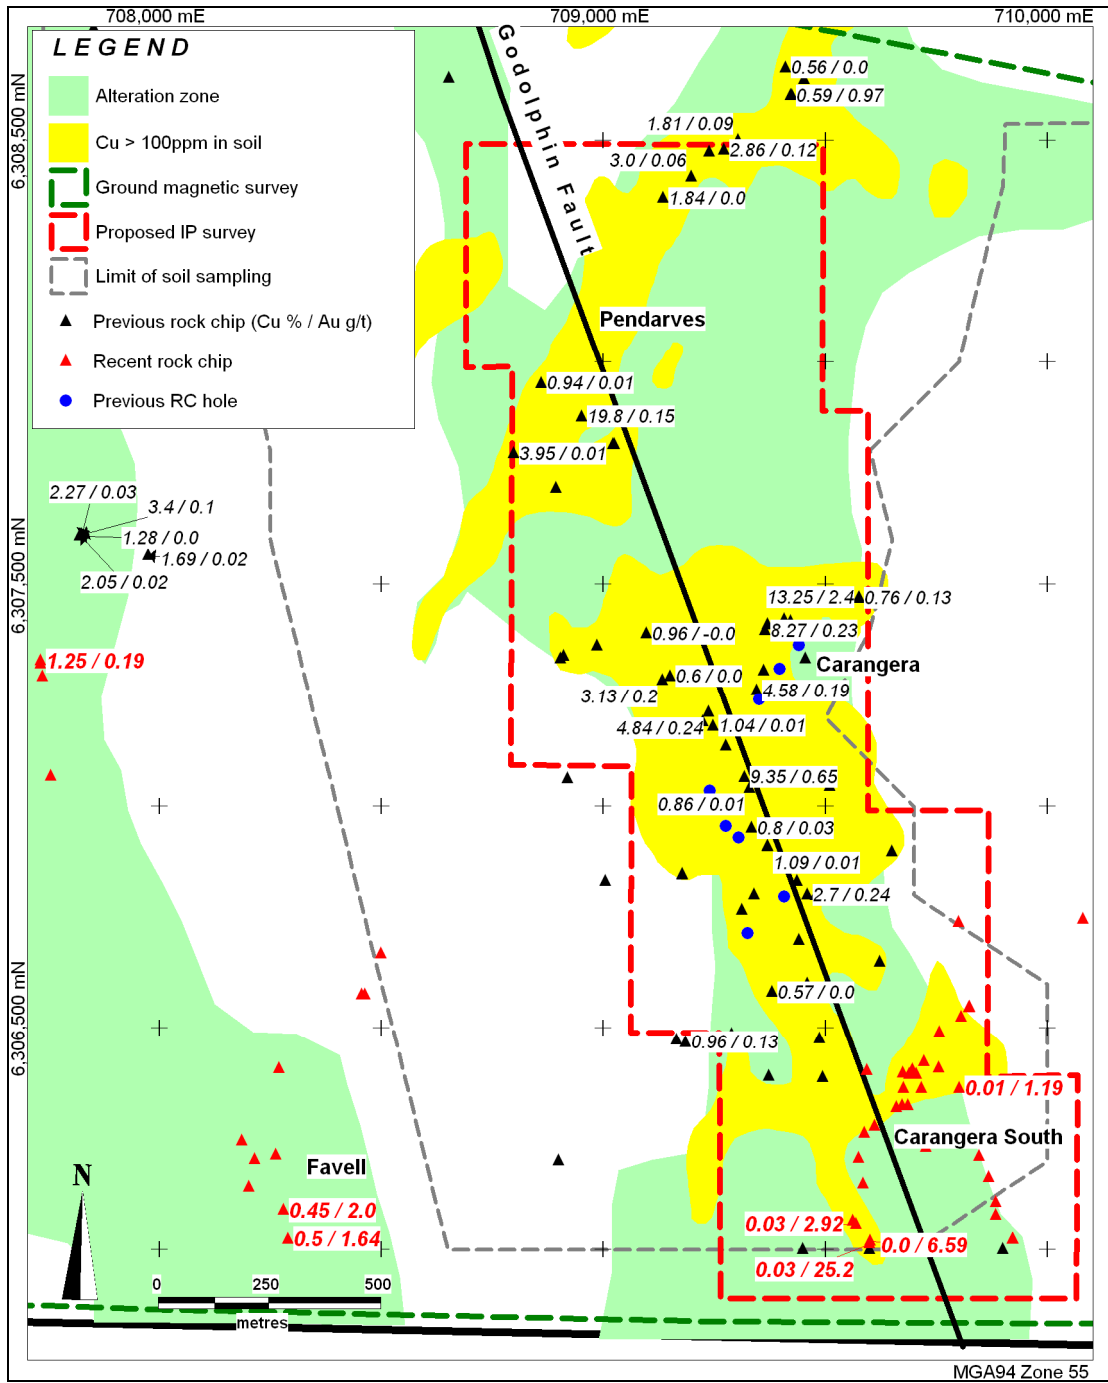 708,000 mE
709,000 mE
710,000 mE
LEGEND
Alteration zone
Cu > 100ppm in soil
Ground magnetic survey
Proposed IP survey
Limit of soil sampling
Previous rock chip (Cu % / Au g/t)
Recent rock chip
Previous RC hole
Godolphin Fault
6,308,500 mN
6,307,500 mN
6,306,500 mN
0.56 / 0.0
0.59 / 0.97
1.81 / 0.09
2.86 / 0.12
3.0 / 0.06
1.84 / 0.0
Pendarves
0.94 / 0.01
19.8 / 0.15
3.95 / 0.01
2.27 / 0.03
3.4 / 0.1
1.28 / 0.0
1.69 / 0.02
2.05 / 0.02
13.25 / 2.4
0.76 / 0.13
8.27 / 0.23
0.96 / -0.0
1.25 / 0.19
Carangera
0.6 / 0.0
3.13 / 0.2
4.58 / 0.19
4.84 / 0.24
1.04 / 0.01
9.35 / 0.65
0.86 / 0.01
0.8 / 0.03
1.09 / 0.01
2.7 / 0.24
0.57 / 0.0
0.96 / 0.13
0.01 / 1.19
Carangera South
Favell
N
0.45 / 2.0
0.5 / 1.64
0.03 / 2.92
0.0 / 6.59
0.03 / 25.2
0
250
500
metres
MGA94 Zone 55